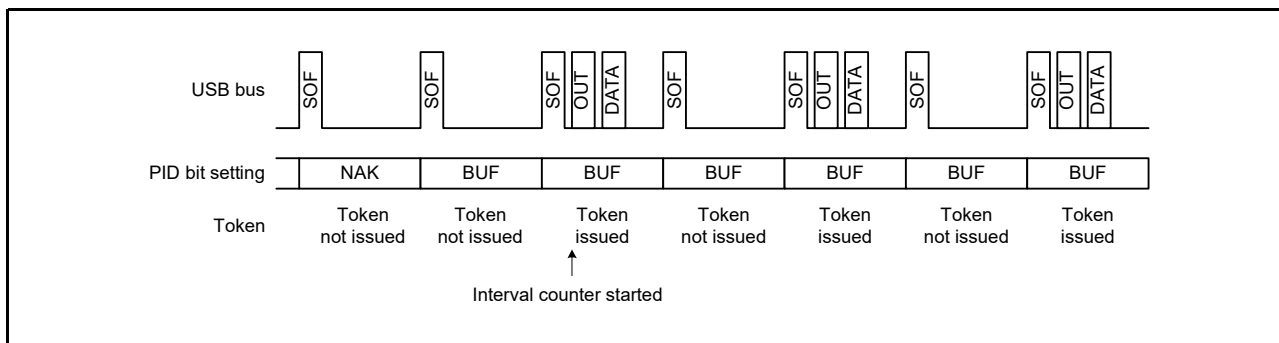 USB bus SOF SOF SOF OUT DATA SOF SOF OUT DATA SOF SOF OUT DATA
PID bit setting NAK BUF BUF BUF BUF BUF BUF
Token Token not issued Token not issued Token issued Token not issued Token issued Token not issued Token issued
Interval counter started